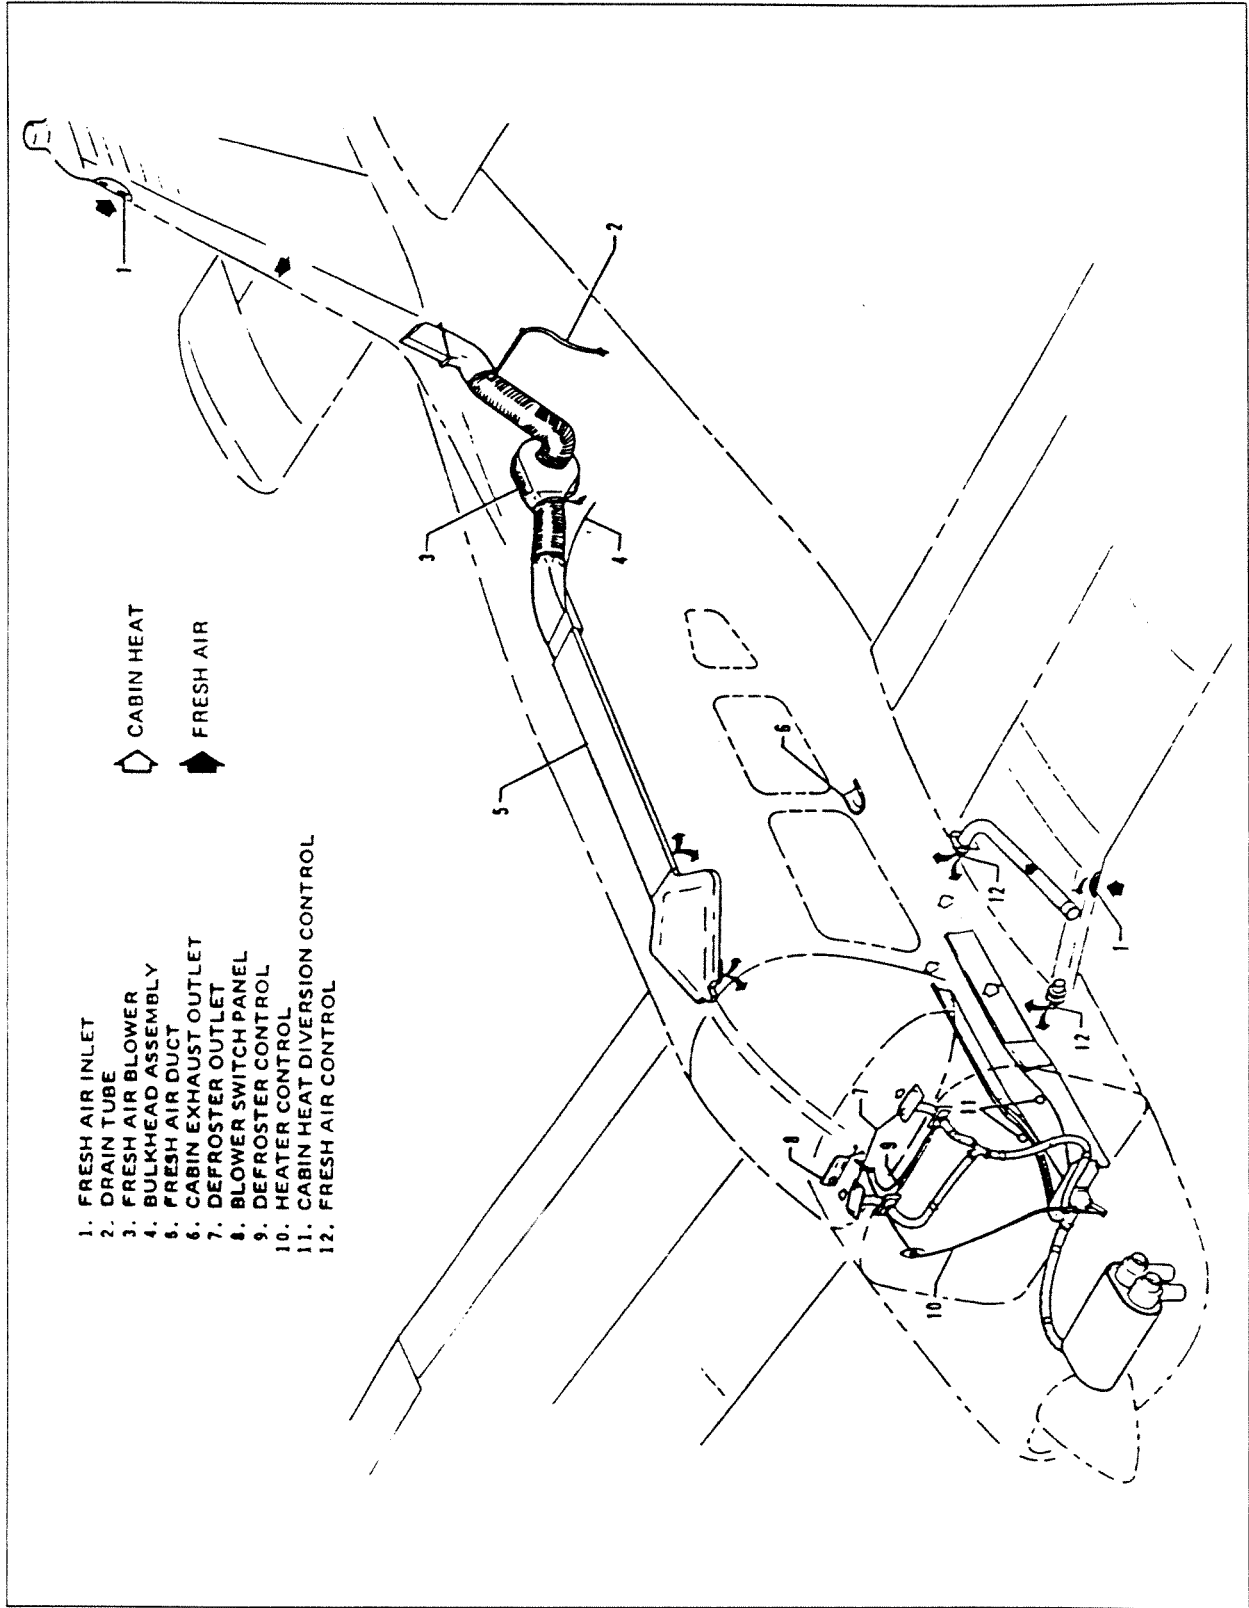 1. FRESH AIR INLET
2. DRAIN TUBE
3. FRESH AIR BLOWER
4. BULKHEAD ASSEMBLY
5. FRESH AIR DUCT
6. CABIN EXHAUST OUTLET
7. DEFROSTER OUTLET
8. BLOWER SWITCH PANEL
9. DEFROSTER CONTROL
10. HEATER CONTROL
11. CABIN HEAT DIVERSION CONTROL
12. FRESH AIR CONTROL
CABIN HEAT
FRESH AIR
1
2
3
4
5
6
7
8
9
10
11
12
12
1